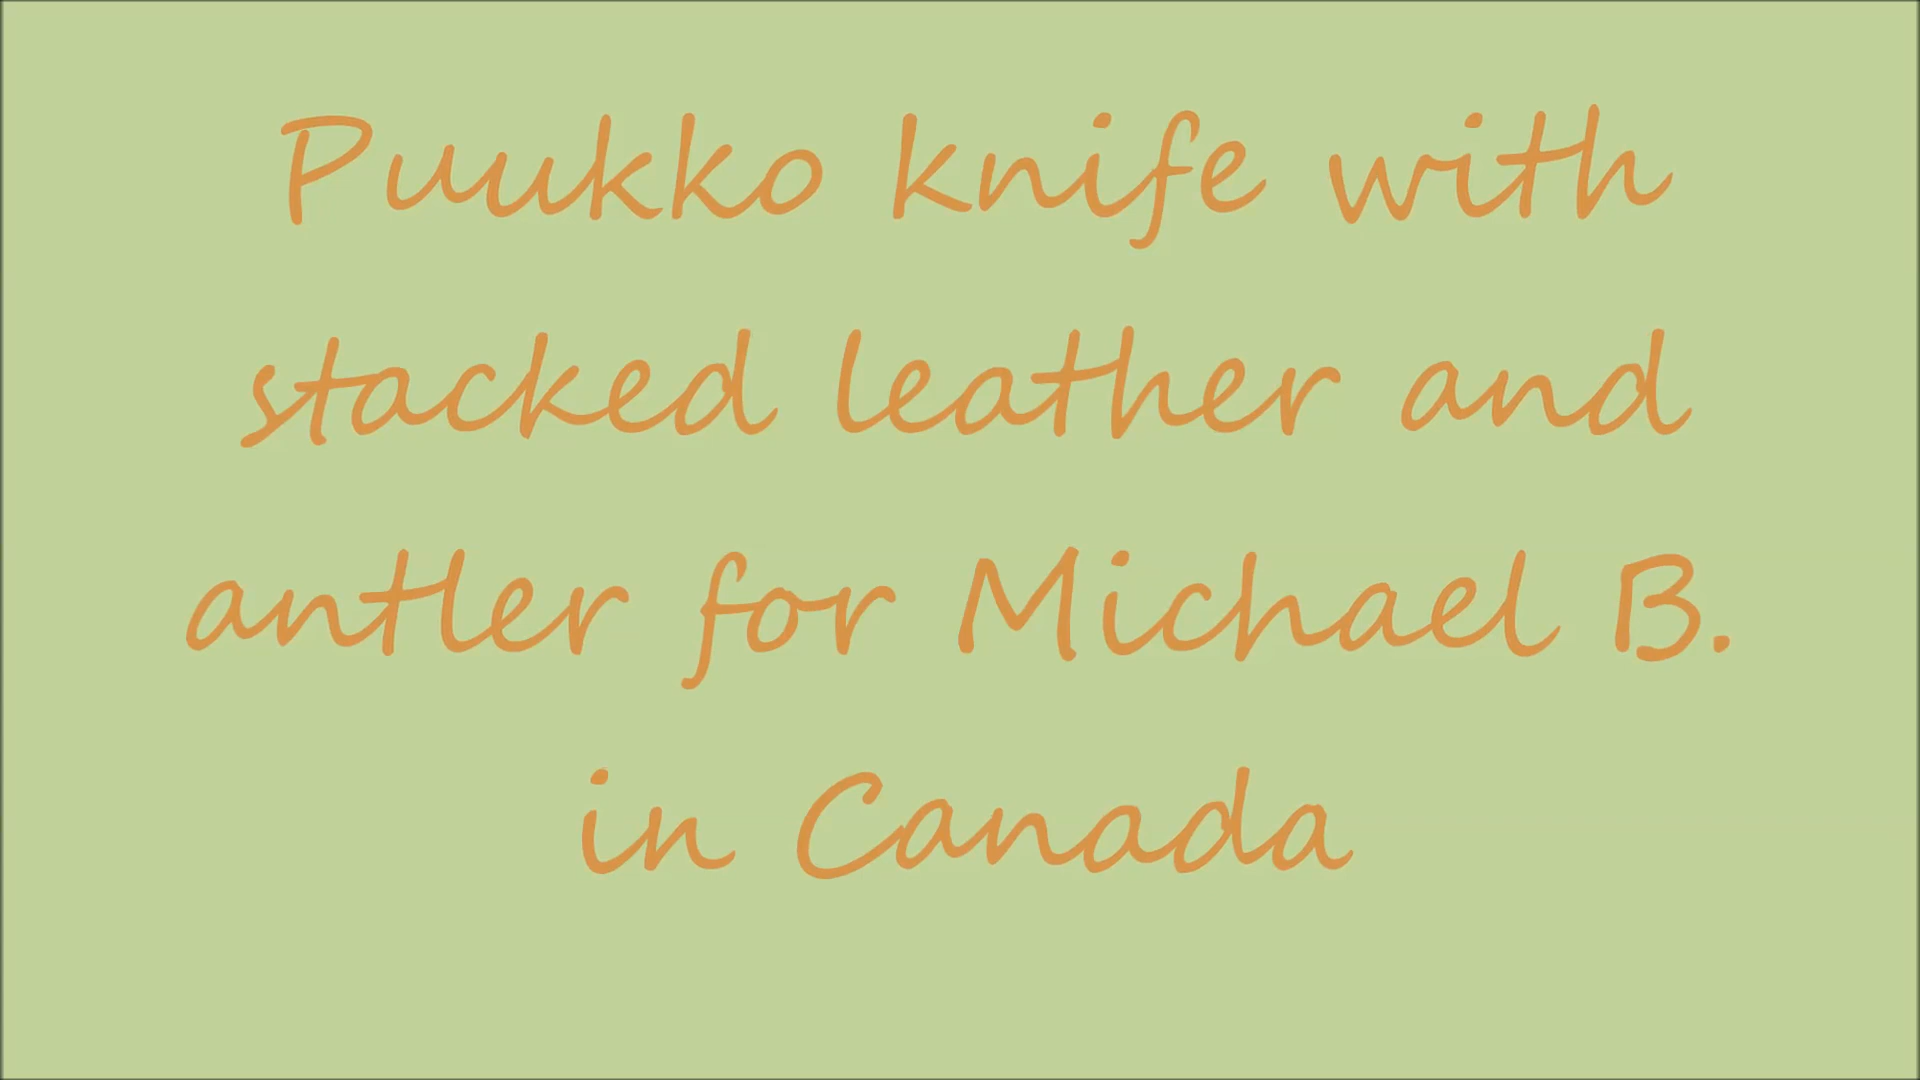 Puukko knife with
stacked leather and
antler for Michael B.
in Canada